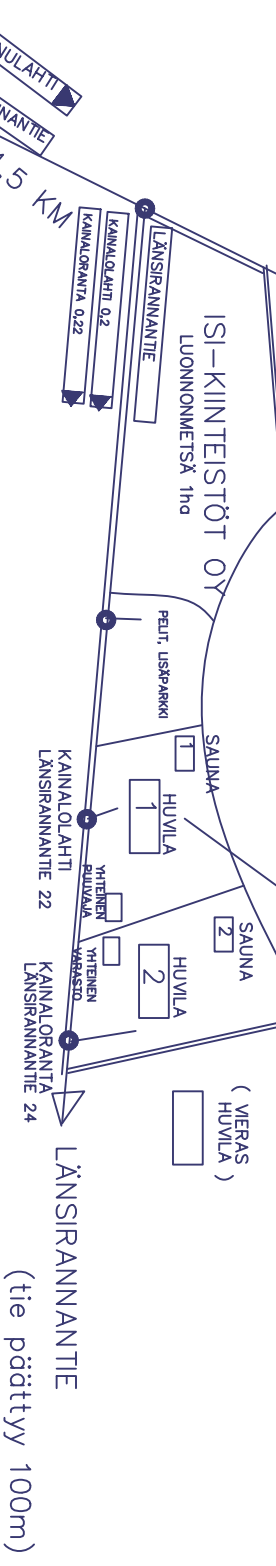 NULAHTI
NANTIE
,5 KM
LÄNSIRANNANTIE
KAINALOLAHTI 0,2
KAINALORANTA 0,22
ISI-KIINTEISTÖT OY
LUONNONMETSÄ 1ha
PELIT, LISÄPARKKI
SAUNA
1
HUVILA
1
KAINALOLAHTI
LÄNSIRANNANTIE 22
YHTEINEN
PUUVAJA
SAUNA
2
HUVILA
2
YHTEINEN
VARASTO
KAINALORANTA
LÄNSIRANNANTIE 24
( VIERAS
HUVILA )
LÄNSIRANNANTIE
(tie päättyy 100m)